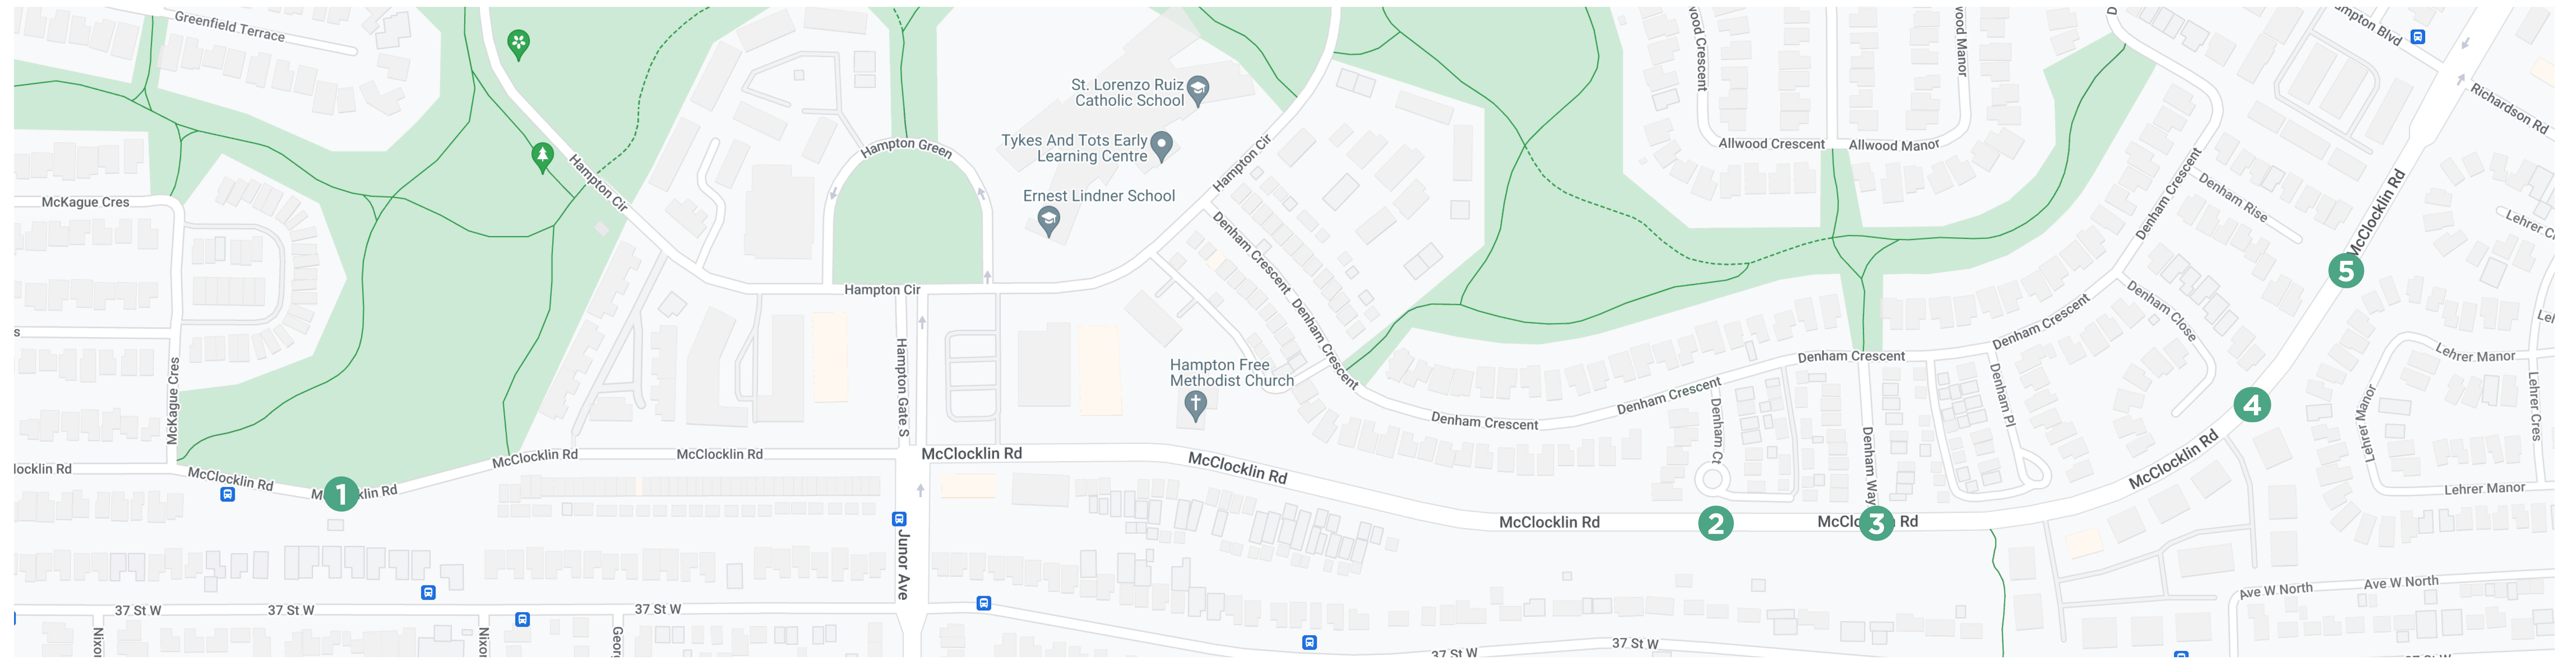 Greenfield Terrace
Allwood Crescent
Allwood Manor
Richardson Rd
St. Lorenzo Ruiz
Catholic School
Tykes And Tots Early
Learning Centre
Ernest Lindner School
Hampton Green
Hampton Cir
Hampton Cir
Hampton Cir
McKague Cres
McKague Cres
Denham Crescent
Denham Crescent
Denham Crescent
Denham Crescent
Denham Crescent
Denham Crescent
Denham Crescent
Denham Rise
Denham Close
McClocklin Rd
5
Lehrer Manor
Lehrer Manor
Lehrer Manor
Lehrer Cres
Hampton Free
Methodist Church
Hampton Gate S
Denham Ct
Denham Way
Denham Pl
4
McClocklin Rd
McClocklin Rd
McClocklin Rd
McClocklin Rd
McClocklin Rd
McClocklin Rd
McClocklin Rd
1
2
3
Rd
Junor Ave
37 St W
37 St W
37 St W
37 St W
37 St W
Ave W North
Ave W North